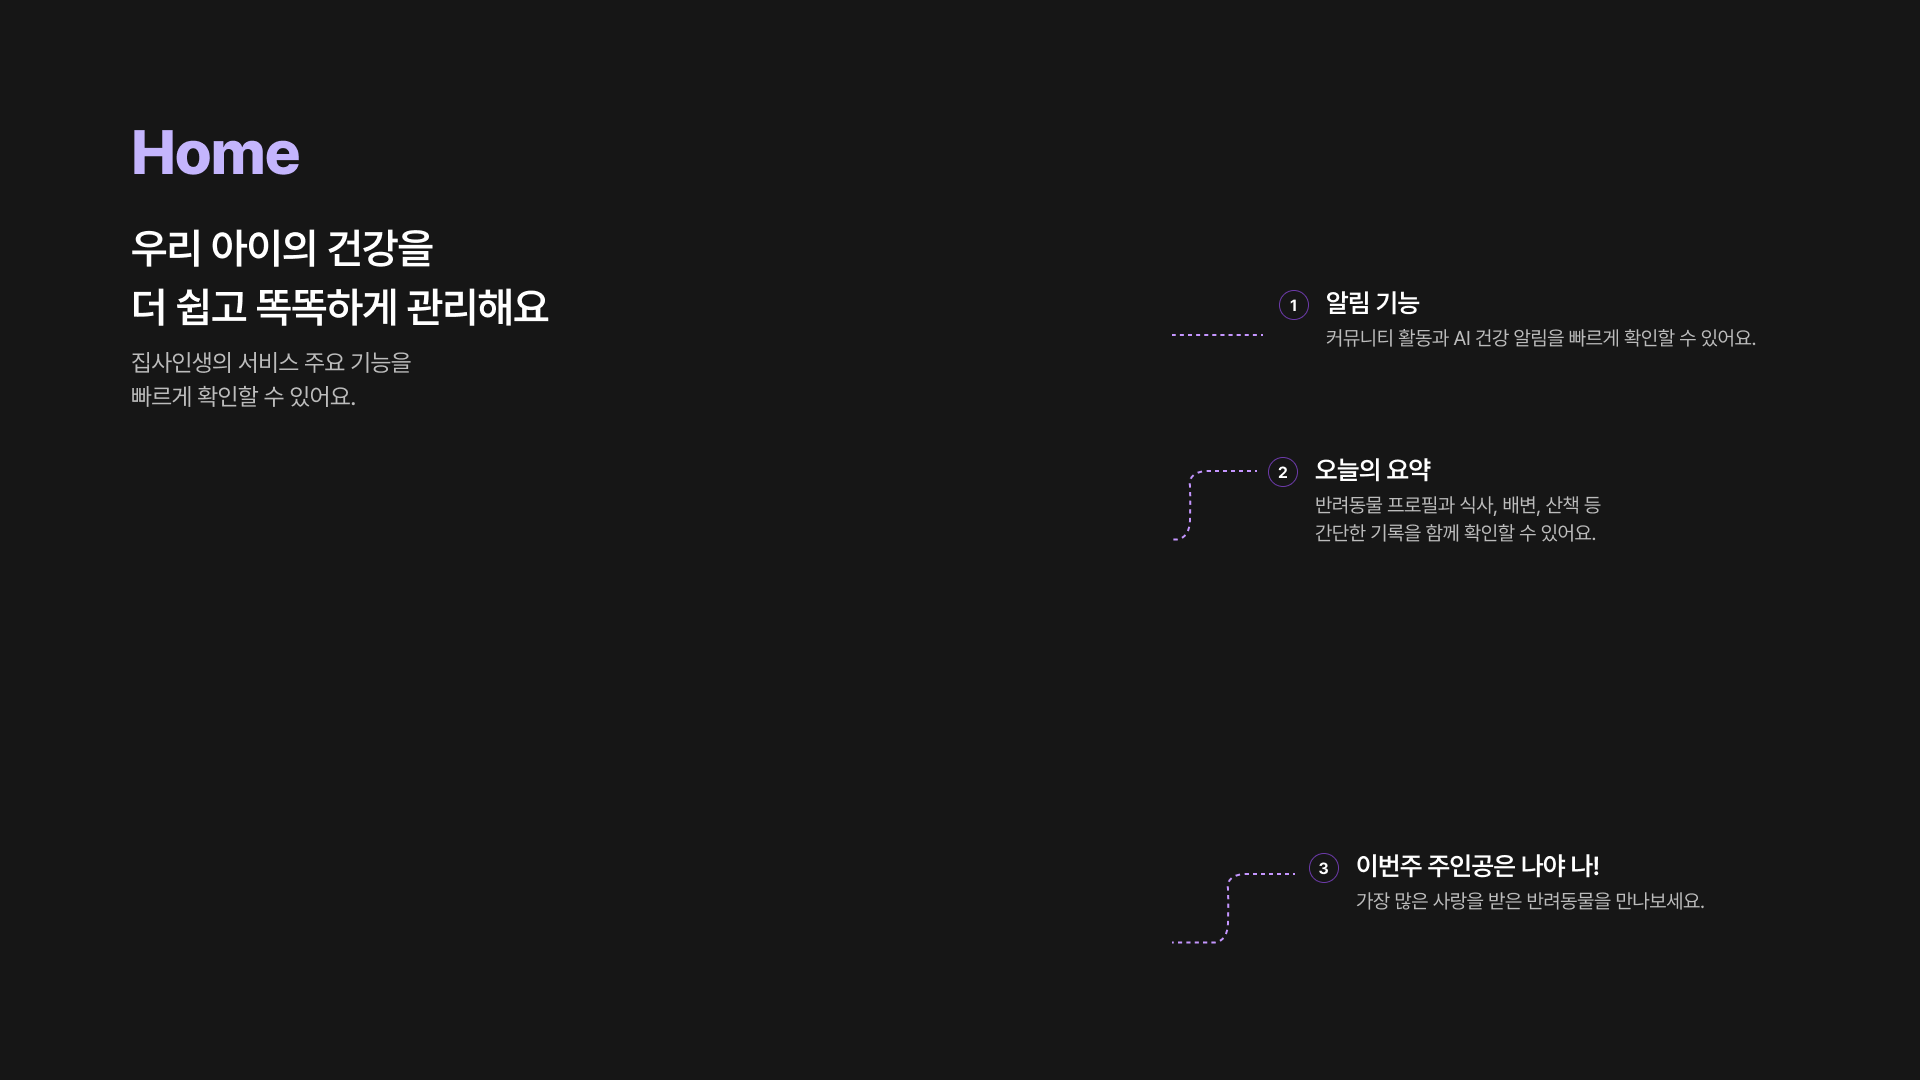 Home
우리 아이의 건강을
더 쉽고 똑똑하게 관리해요
집사인생의 서비스 주요 기능을
빠르게 확인할 수 있어요.
1 알림 기능
커뮤니티 활동과 AI 건강 알림을 빠르게 확인할 수 있어요.
2 오늘의 요약
반려동물 프로필과 식사, 배변, 산책 등
간단한 기록을 함께 확인할 수 있어요.
3 이번주 주인공은 나야 나!
가장 많은 사랑을 받은 반려동물을 만나보세요.